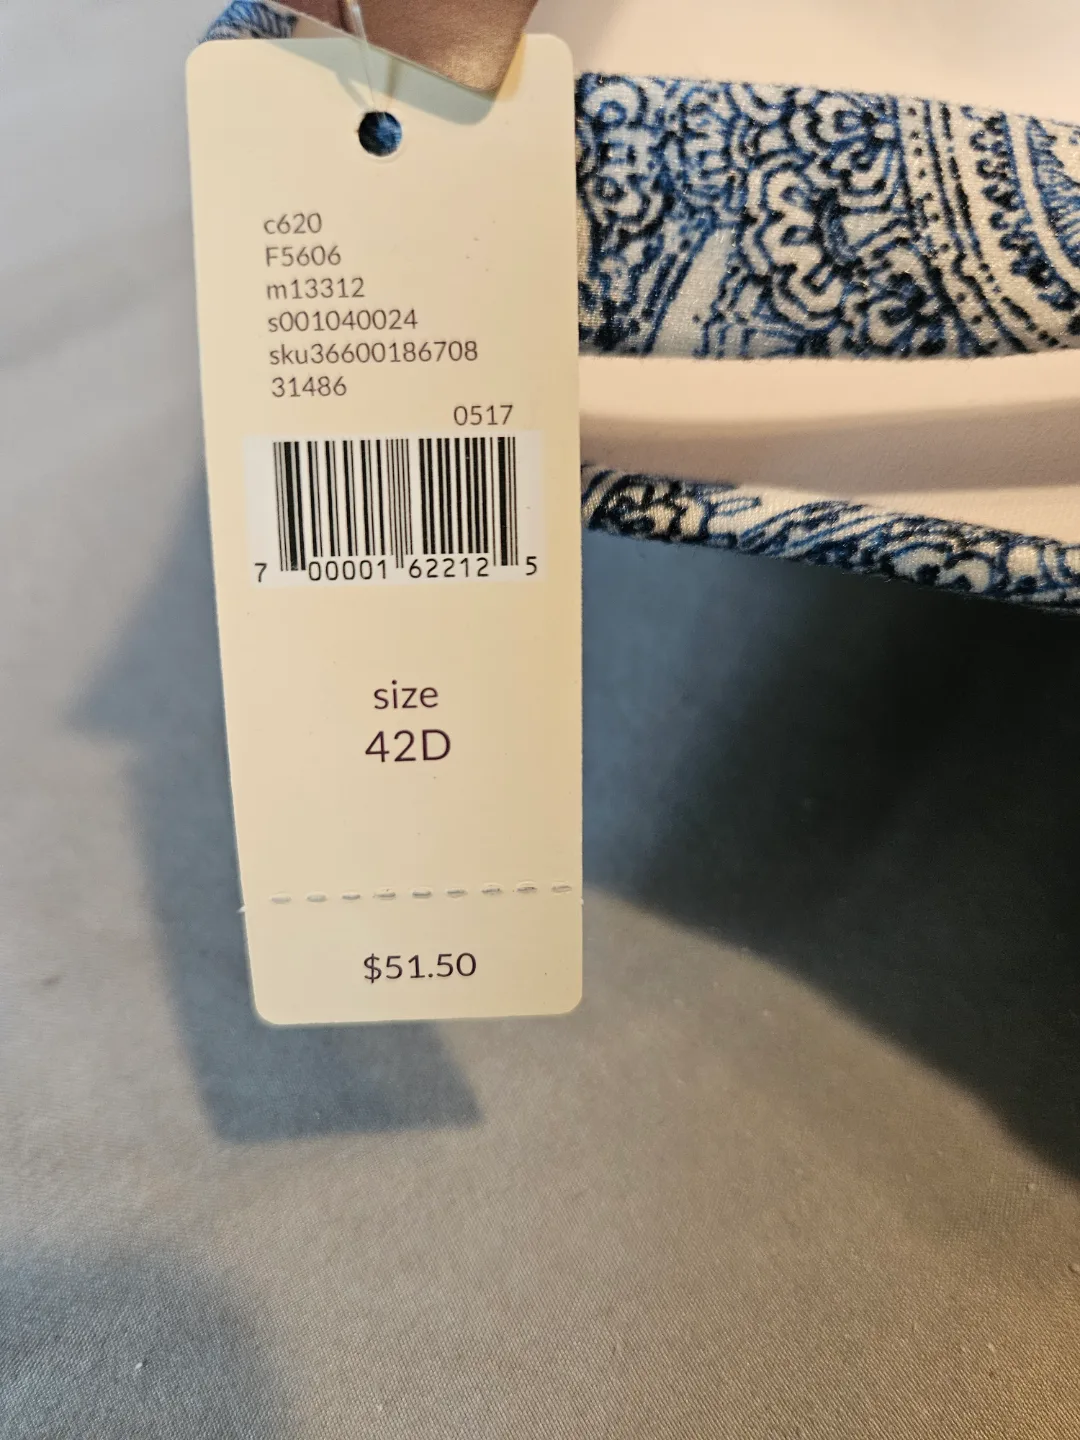 c620
F5606
m13312
s001040024
sku36600186708
31486
0517
7 00001 62212 5
size
42D
$51.50